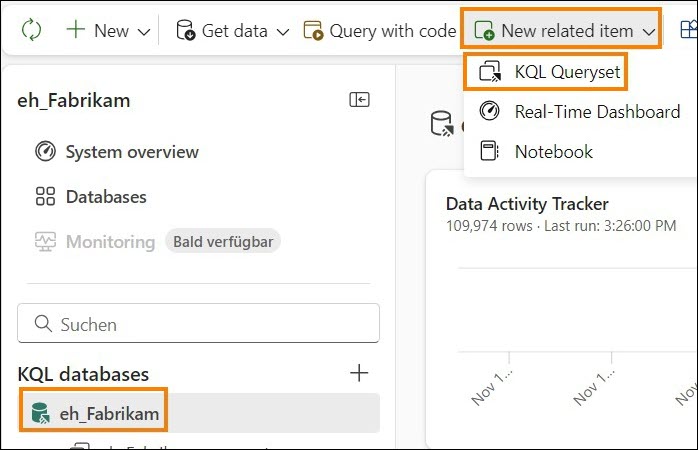 New Get data Query with code New related item
KQL Queryset
Real-Time Dashboard
Notebook
eh_Fabrikam
System overview
Databases
Monitoring Bald verfügbar
Suchen
KQL databases
eh_Fabrikam
Data Activity Tracker
109,974 rows · Last run: 3:26:00 PM
Nov 1... Nov 1... Nov 1...